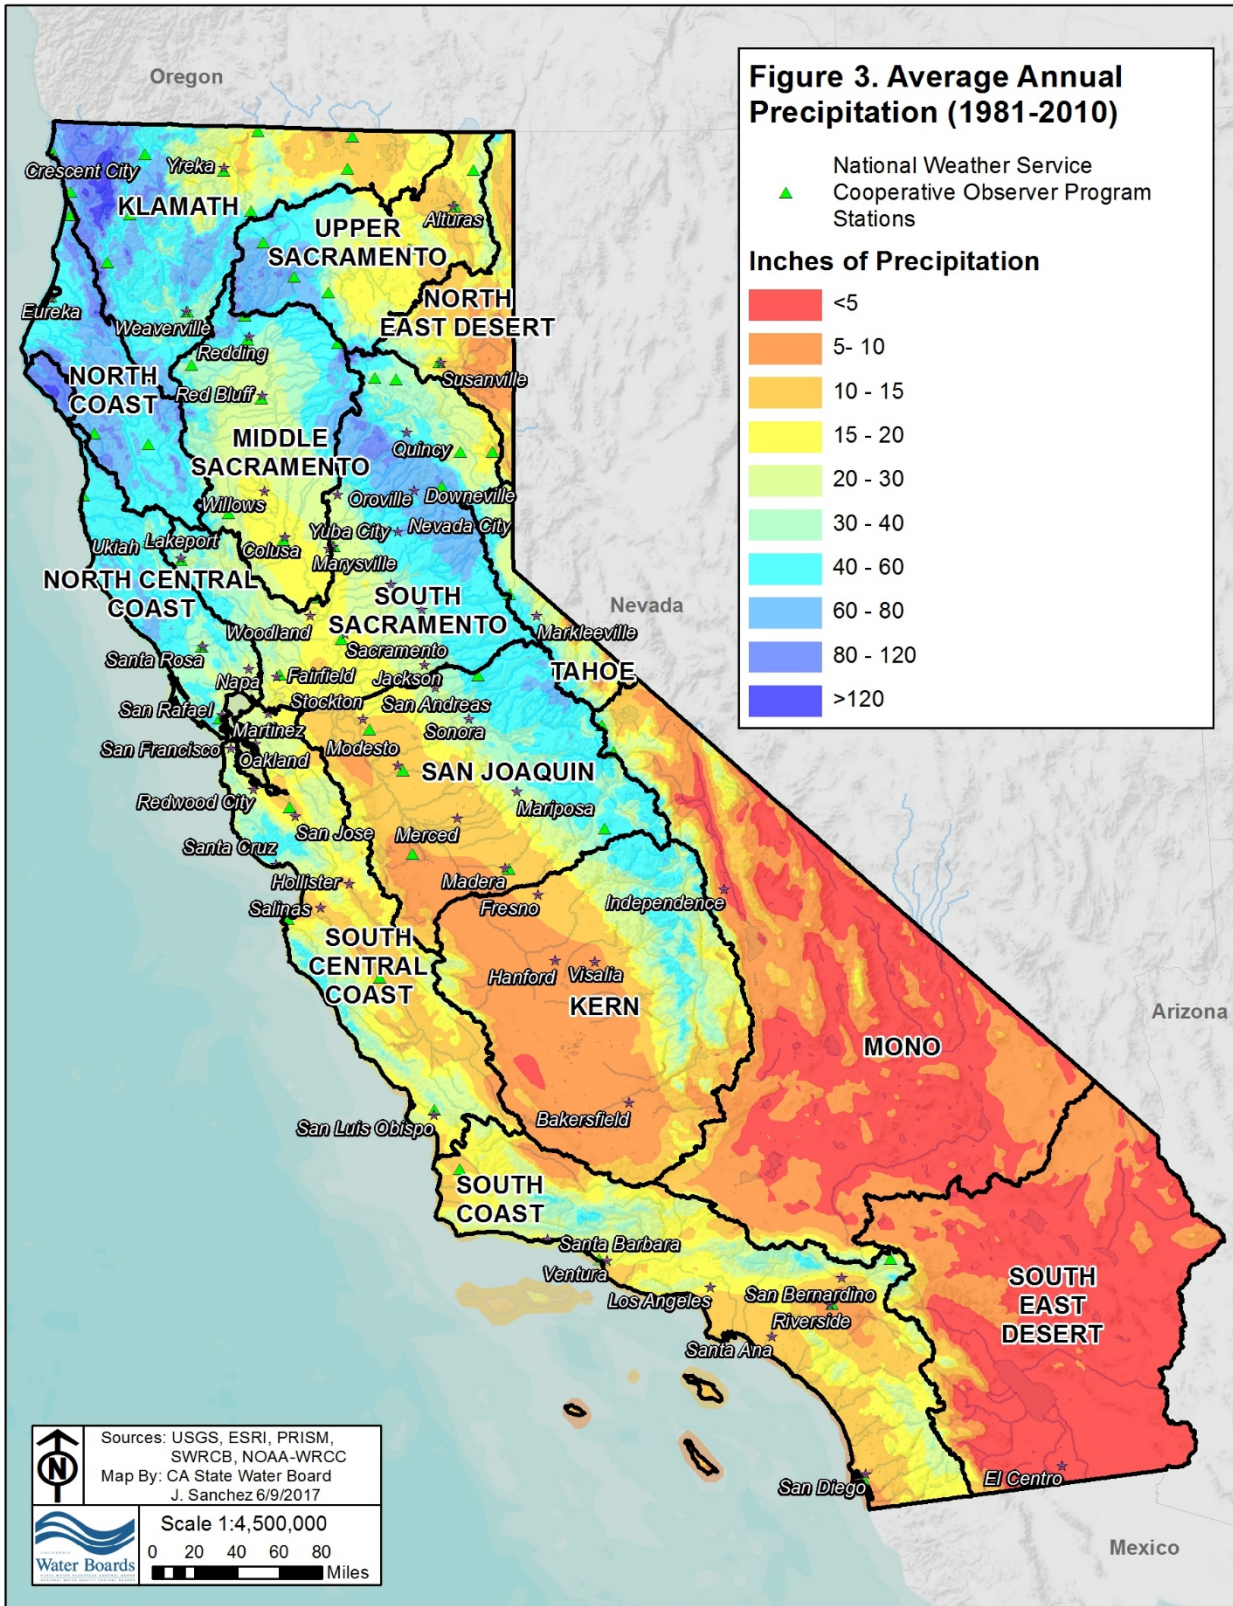 Figure 3. Average Annual
Precipitation (1981-2010)
National Weather Service
Cooperative Observer Program
Stations
Inches of Precipitation
<5
5- 10
10 - 15
15 - 20
20 - 30
30 - 40
40 - 60
60 - 80
80 - 120
>120
Oregon
Crescent City
Yreka
KLAMATH
Alturas
UPPER
SACRAMENTO
NORTH
EAST DESERT
Eureka
Weaverville
Redding
Susanville
NORTH
COAST
Red Bluff
MIDDLE
SACRAMENTO
Quincy
Willows
Oroville
Downeville
Yuba City
Nevada City
Ukiah
Lakeport
Colusa
Marysville
NORTH CENTRAL
COAST
SOUTH
SACRAMENTO
Nevada
Woodland
Markleeville
Santa Rosa
Sacramento
TAHOE
Napa
Fairfield
Jackson
Stockton
San Andreas
San Rafael
Martinez
Sonora
San Francisco
Oakland
Modesto
SAN JOAQUIN
Redwood City
Mariposa
San Jose
Merced
Santa Cruz
Hollister
Madera
Salinas
Fresno
Independence
SOUTH
CENTRAL
COAST
Hanford
Visalia
KERN
Arizona
MONO
San Luis Obispo
Bakersfield
SOUTH
COAST
Santa Barbara
Ventura
Los Angeles
San Bernardino
Riverside
SOUTH
EAST
DESERT
Santa Ana
San Diego
El Centro
Mexico
N
Sources: USGS, ESRI, PRISM,
SWRCB, NOAA-WRCC
Map By: CA State Water Board
J. Sanchez 6/9/2017
CALIFORNIA
Water Boards
Scale 1:4,500,000
0 20 40 60 80
Miles